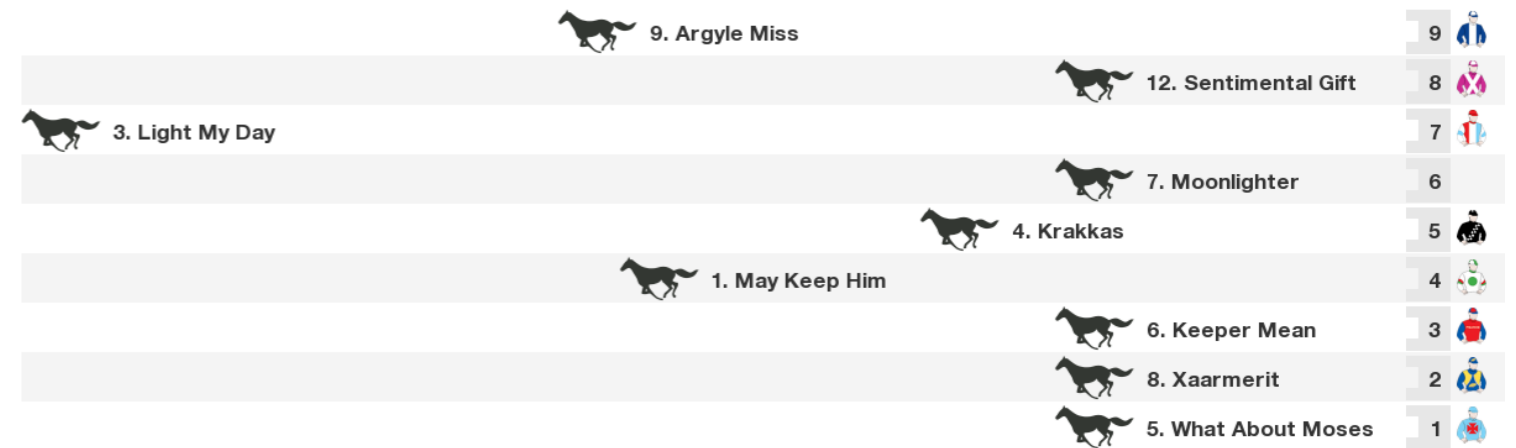 9. Argyle Miss 9
12. Sentimental Gift 8
3. Light My Day 7
7. Moonlighter 6
4. Krakkas 5
1. May Keep Him 4
6. Keeper Mean 3
8. Xaarmerit 2
5. What About Moses 1